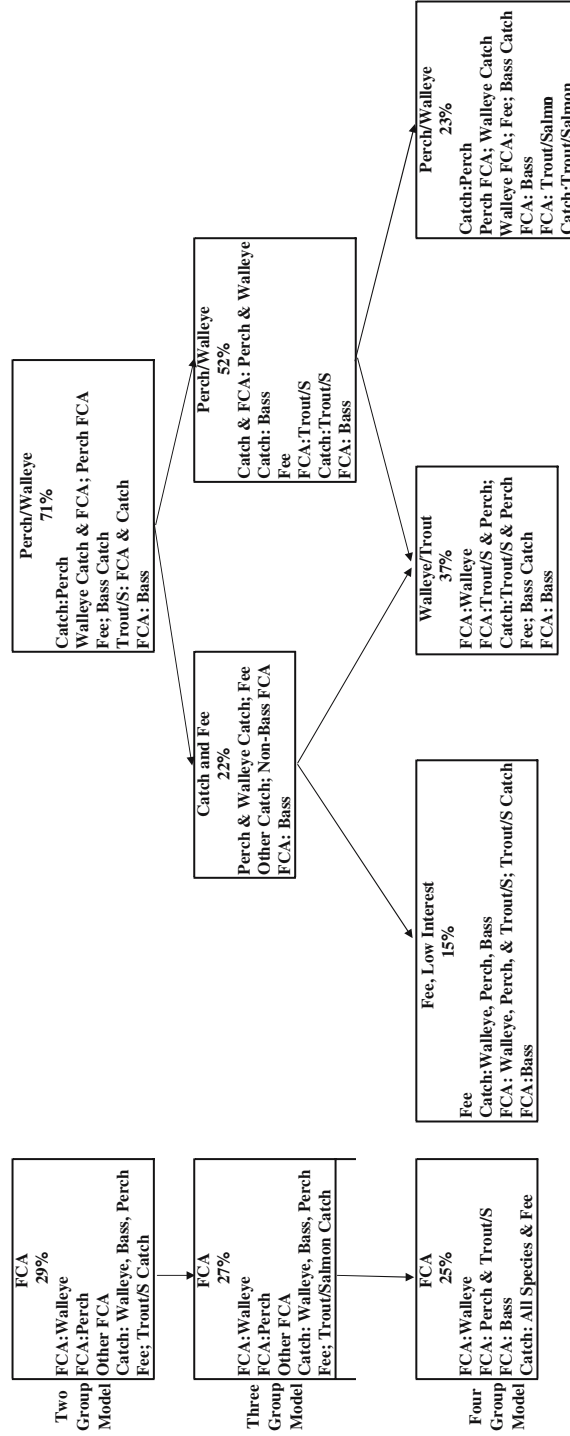 Two
Group
Model
FCA
29%
FCA:Walleye
FCA:Perch
Other FCA
Catch: Walleye, Bass, Perch
Fee; Trout/S Catch
Perch/Walleye
71%
Catch:Perch
Walleye Catch & FCA; Perch FCA
Fee; Bass Catch
Trout/S: FCA & Catch
FCA: Bass
Three
Group
Model
FCA
27%
FCA:Walleye
FCA:Perch
Other FCA
Catch: Walleye, Bass, Perch
Fee; Trout/Salmon Catch
Catch and Fee
22%
Perch & Walleye Catch; Fee
Other Catch; Non-Bass FCA
FCA: Bass
Perch/Walleye
52%
Catch & FCA: Perch & Walleye
Catch: Bass
Fee
FCA:Trout/S
Catch:Trout/S
FCA: Bass
Four
Group
Model
FCA
25%
FCA:Walleye
FCA: Perch & Trout/S
FCA: Bass
Catch: All Species & Fee
Fee, Low Interest
15%
Fee
Catch:Walleye, Perch, Bass
FCA: Walleye, Perch, & Trout/S; Trout/S Catch
FCA:Bass
Walleye/Trout
37%
FCA:Walleye
FCA:Trout/S & Perch;
Catch:Trout/S & Perch
Fee; Bass Catch
FCA: Bass
Perch/Walleye
23%
Catch:Perch
Perch FCA; Walleye Catch
Walleye FCA; Fee; Bass Catch
FCA: Bass
FCA: Trout/Salmn
Catch:Trout/Salmon